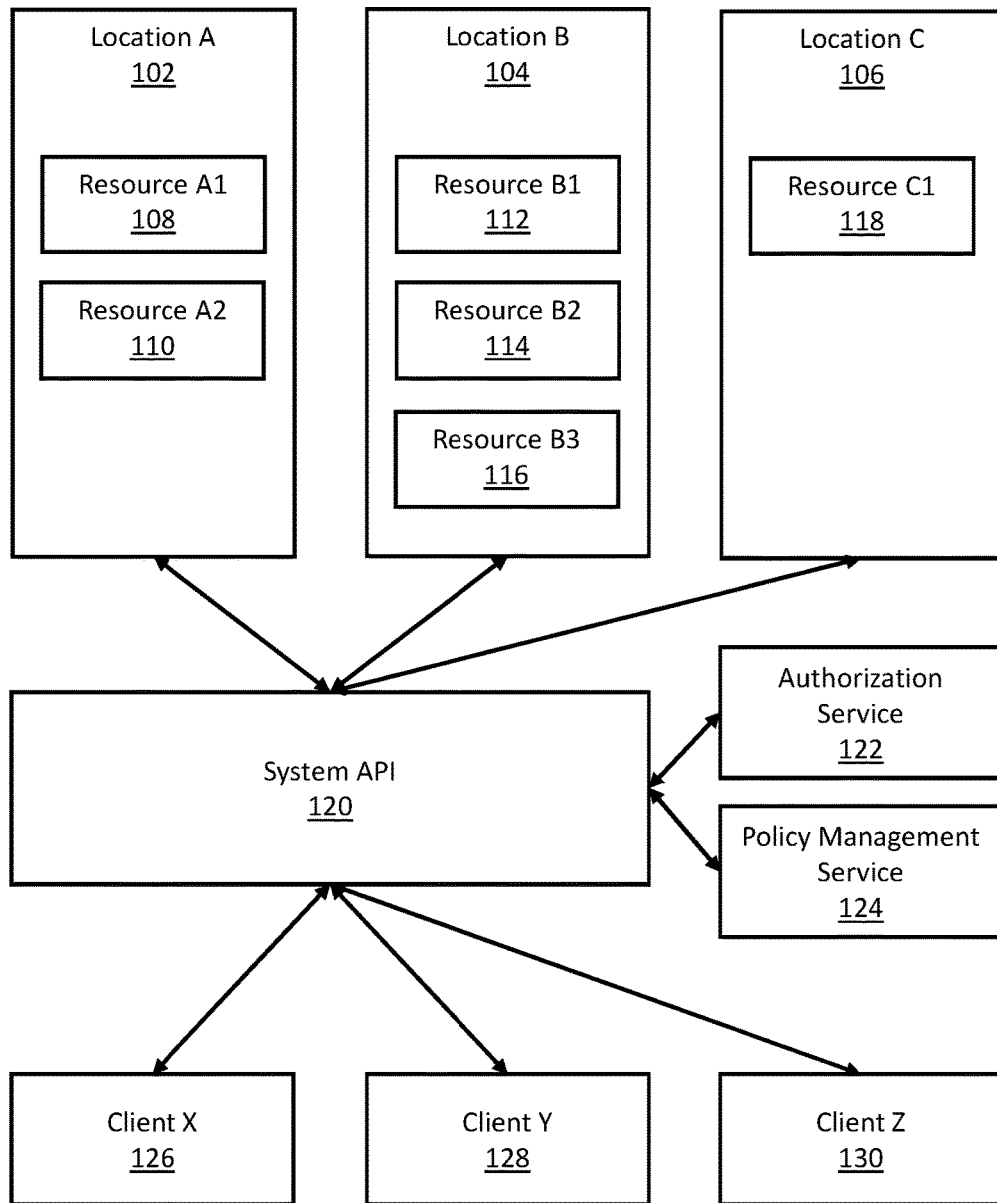 Location A
102
Resource A1
108
Resource A2
110
Location B
104
Resource B1
112
Resource B2
114
Resource B3
116
Location C
106
Resource C1
118
System API
120
Authorization
Service
122
Policy Management
Service
124
Client X
126
Client Y
128
Client Z
130